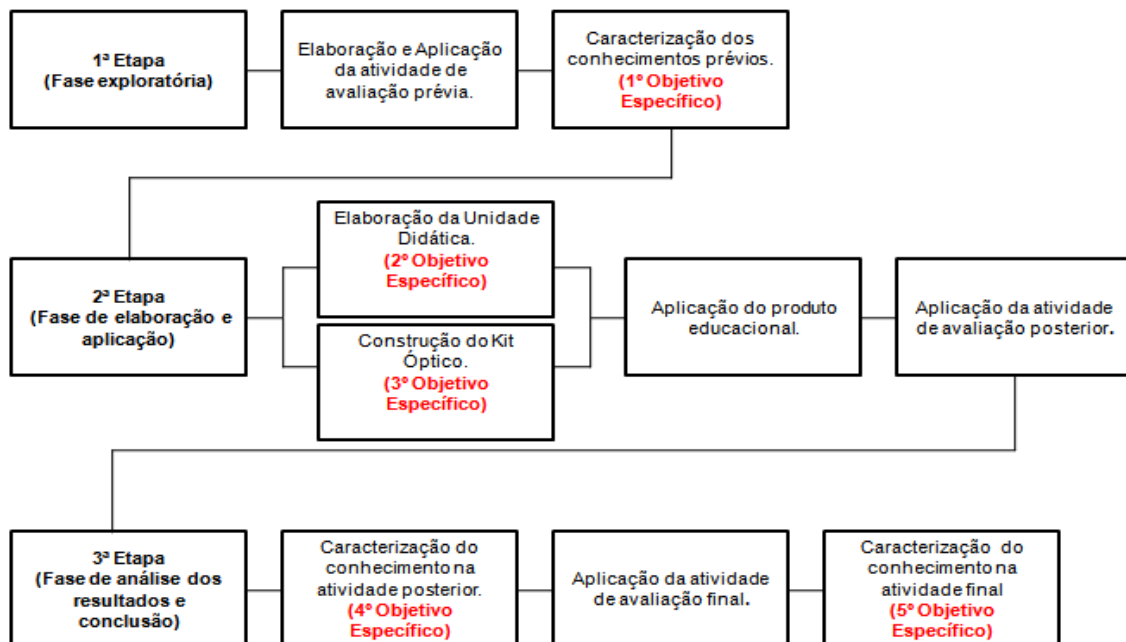 1ª Etapa
(Fase exploratória)
Elaboração e Aplicação
da atividade de
avaliação prévia.
Caracterização dos
conhecimentos prévios.
(1º Objetivo
Específico)
2ª Etapa
(Fase de elaboração e
aplicação)
Elaboração da Unidade
Didática.
(2º Objetivo
Específico)
Construção do Kit
Óptico.
(3º Objetivo
Específico)
Aplicação do produto
educacional.
Aplicação da atividade
de avaliação posterior.
3ª Etapa
(Fase de análise dos
resultados e
conclusão)
Caracterização do
conhecimento na
atividade posterior.
(4º Objetivo
Específico)
Aplicação da atividade
de avaliação final.
Caracterização do
conhecimento na
atividade final
(5º Objetivo
Específico)